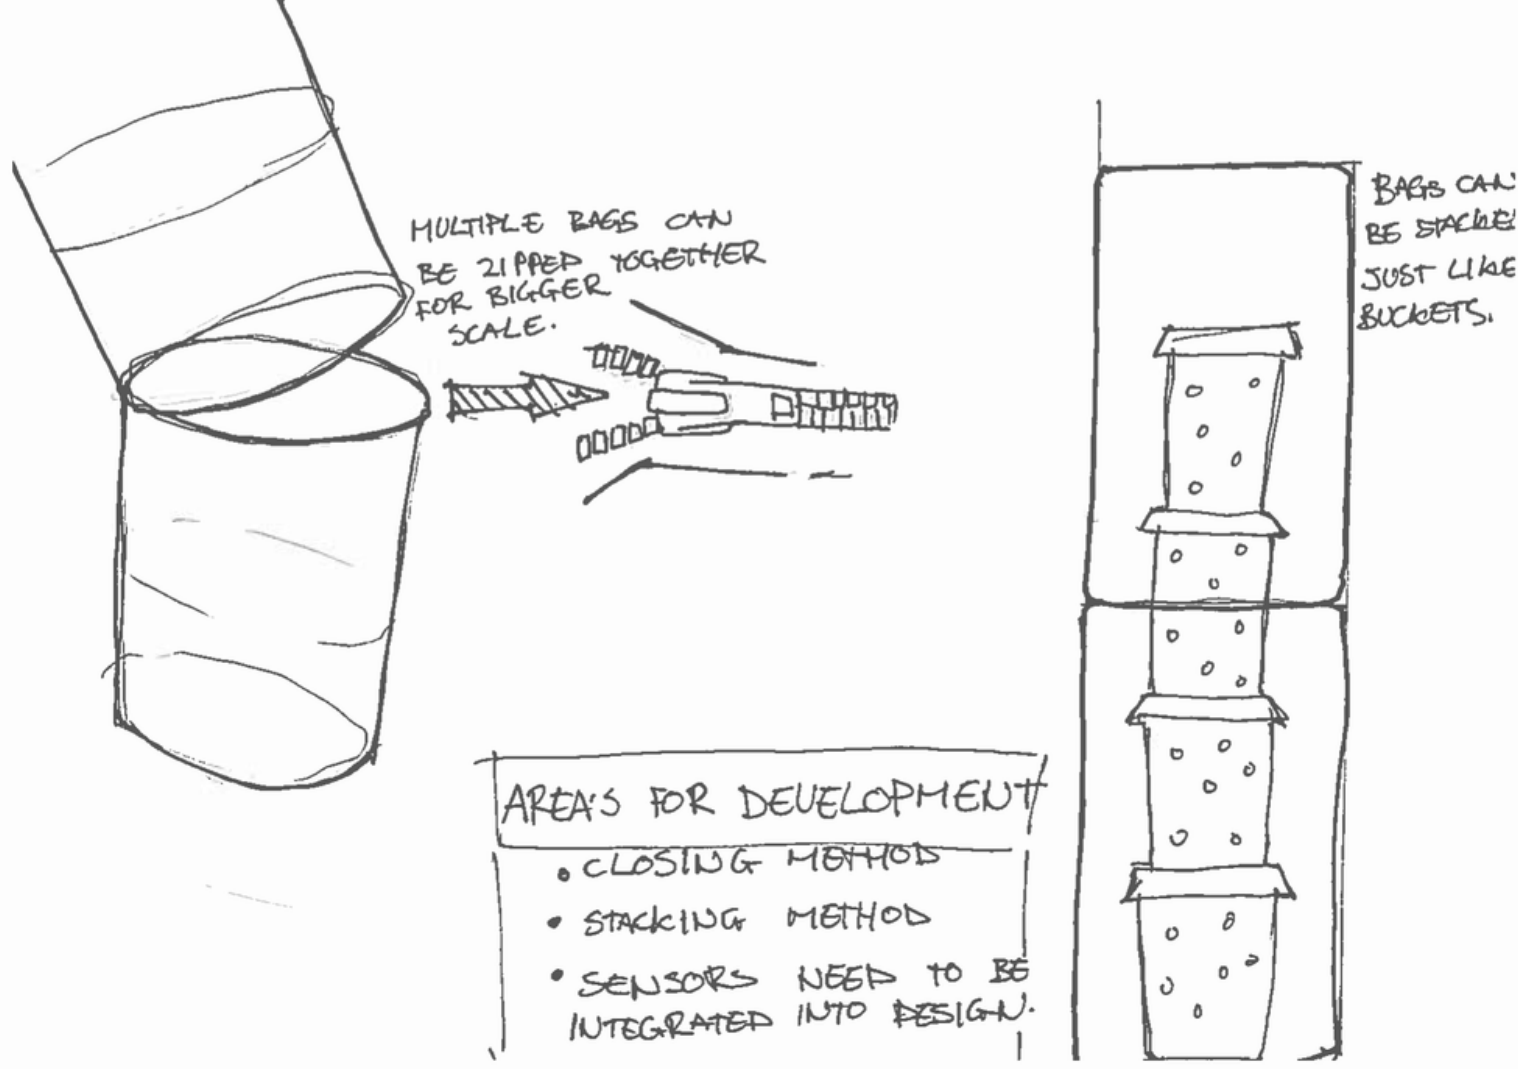 MULTIPLE BAGS CAN
BE ZIPPED TOGETHER
FOR BIGGER
SCALE.
BAGS CAN
BE STACKE
JUST LIKE
BUCKETS.
AREA'S FOR DEVELOPMENT
• CLOSING METHOD
• STACKING METHOD
• SENSORS NEED TO BE
INTEGRATED INTO DESIGN.